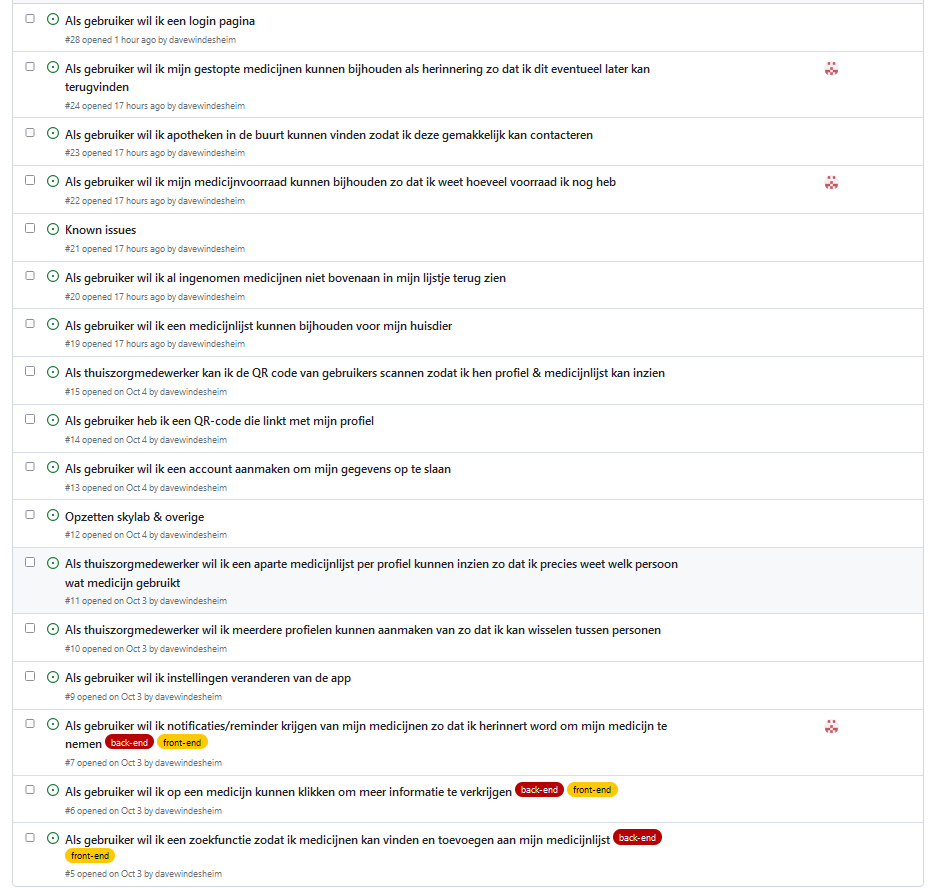 Als gebruiker wil ik een login pagina
#28 opened 1 hour ago by davewindesheim
Als gebruiker wil ik mijn gestopte medicijnen kunnen bijhouden als herinnering zo dat ik dit eventueel later kan
terugvinden
#24 opened 17 hours ago by davewindesheim
Als gebruiker wil ik apotheken in de buurt kunnen vinden zodat ik deze gemakkelijk kan contacteren
#23 opened 17 hours ago by davewindesheim
Als gebruiker wil ik mijn medicijnvoorraad kunnen bijhouden zo dat ik weet hoeveel voorraad ik nog heb
#22 opened 17 hours ago by davewindesheim
Known issues
#21 opened 17 hours ago by davewindesheim
Als gebruiker wil ik al ingenomen medicijnen niet bovenaan in mijn lijstje terug zien
#20 opened 17 hours ago by davewindesheim
Als gebruiker wil ik een medicijnlijst kunnen bijhouden voor mijn huisdier
#19 opened 17 hours ago by davewindesheim
Als thuiszorgmedewerker kan ik de QR code van gebruikers scannen zodat ik hen profiel & medicijnlijst kan inzien
#15 opened on Oct 4 by davewindesheim
Als gebruiker heb ik een QR-code die linkt met mijn profiel
#14 opened on Oct 4 by davewindesheim
Als gebruiker wil ik een account aanmaken om mijn gegevens op te slaan
#13 opened on Oct 4 by davewindesheim
Opzetten skylab & overige
#12 opened on Oct 4 by davewindesheim
Als thuiszorgmedewerker wil ik een aparte medicijnlijst per profiel kunnen inzien zo dat ik precies weet welk persoon
wat medicijn gebruikt
#11 opened on Oct 3 by davewindesheim
Als thuiszorgmedewerker wil ik meerdere profielen kunnen aanmaken van zo dat ik kan wisselen tussen personen
#10 opened on Oct 3 by davewindesheim
Als gebruiker wil ik instellingen veranderen van de app
#9 opened on Oct 3 by davewindesheim
Als gebruiker wil ik notificaties/reminder krijgen van mijn medicijnen zo dat ik herinnert word om mijn medicijn te
nemen back-end front-end
#7 opened on Oct 3 by davewindesheim
Als gebruiker wil ik op een medicijn kunnen klikken om meer informatie te verkrijgen back-end front-end
#6 opened on Oct 3 by davewindesheim
Als gebruiker wil ik een zoekfunctie zodat ik medicijnen kan vinden en toevoegen aan mijn medicijnlijst back-end
front-end
#5 opened on Oct 3 by davewindesheim